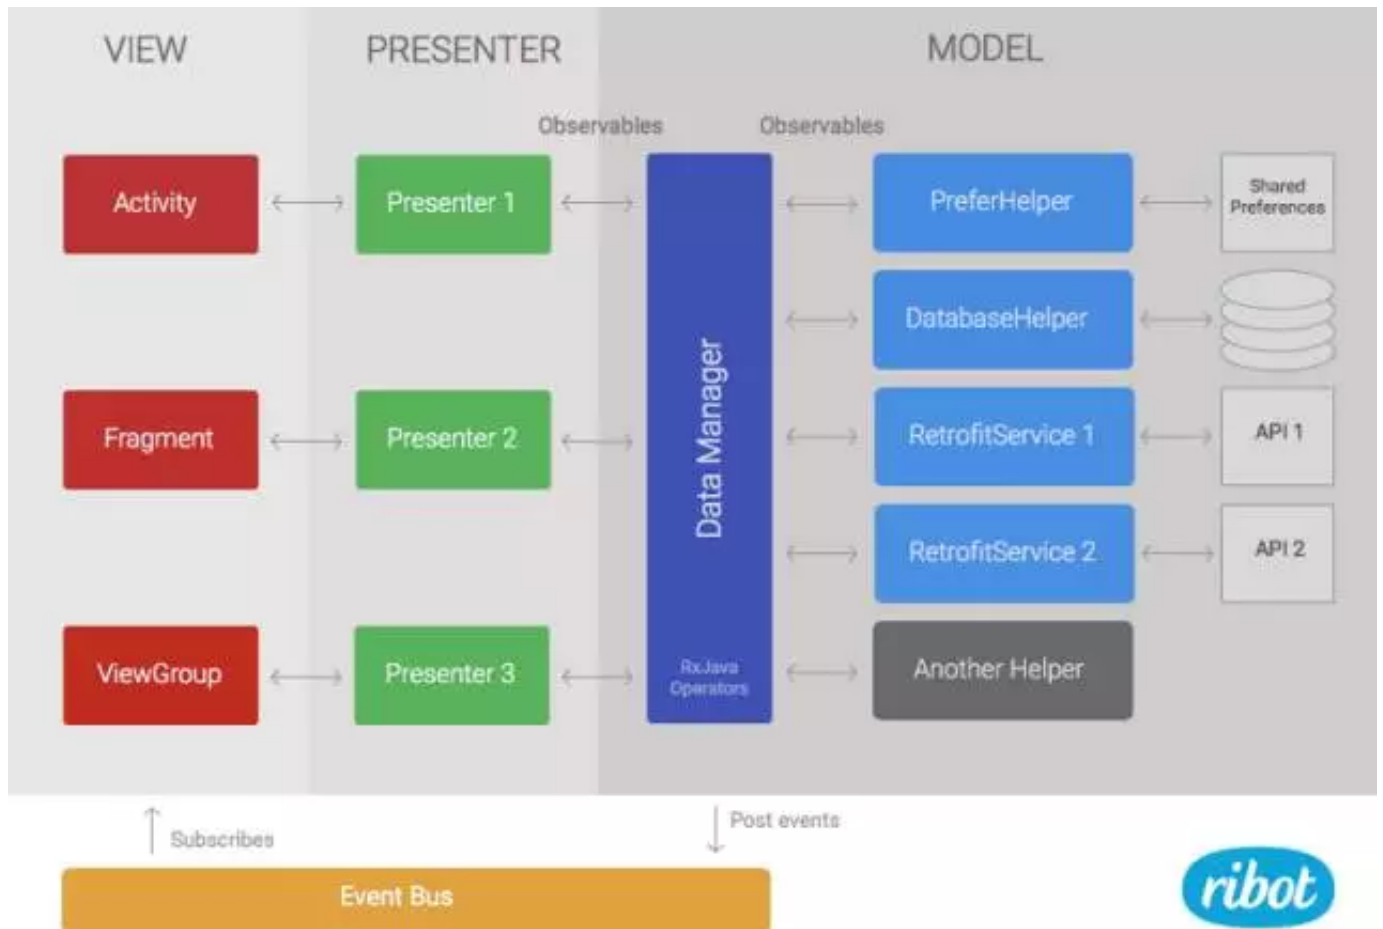 VIEW
PRESENTER
MODEL
Observables
Observables
Activity
Presenter 1
PreferHelper
Shared
Preferences
DatabaseHelper
Data Manager
Fragment
Presenter 2
RetrofitService 1
API 1
RetrofitService 2
API 2
ViewGroup
Presenter 3
RxJava
Operators
Another Helper
Subscribes
Post events
Event Bus
ribot